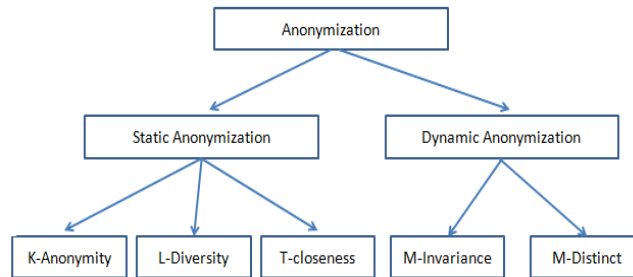 Anonymization
Static Anonymization
Dynamic Anonymization
K-Anonymity
L-Diversity
T-closeness
M-Invariance
M-Distinct